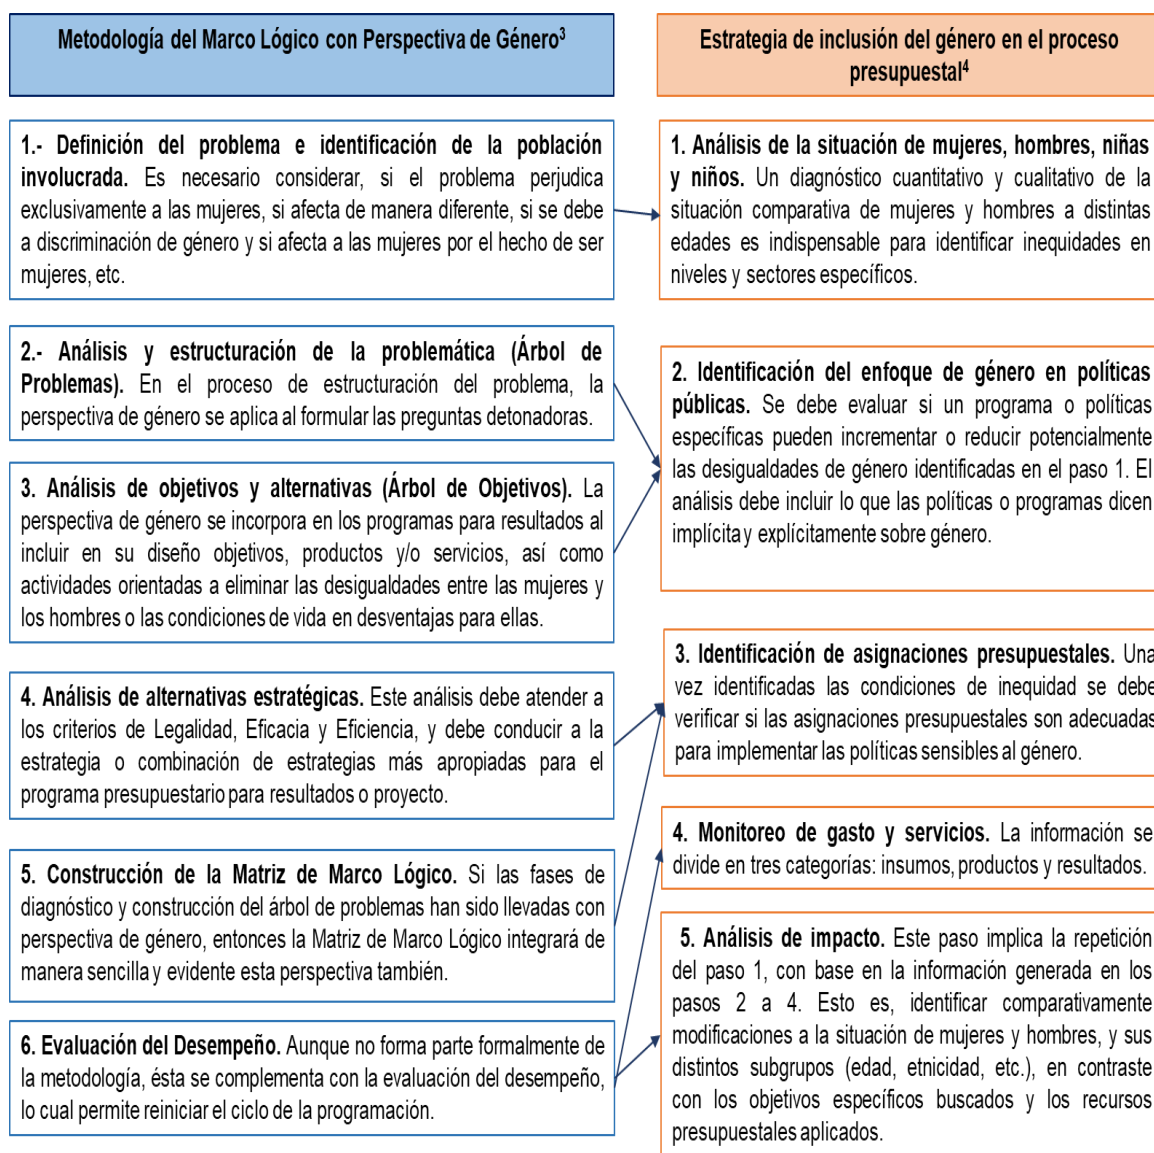 Metodología del Marco Lógico con Perspectiva de Género³
1.- Definición del problema e identificación de la población
involucrada. Es necesario considerar, si el problema perjudica
exclusivamente a las mujeres, si afecta de manera diferente, si se debe
a discriminación de género y si afecta a las mujeres por el hecho de ser
mujeres, etc.
2.- Análisis y estructuración de la problemática (Árbol de
Problemas). En el proceso de estructuración del problema, la
perspectiva de género se aplica al formular las preguntas detonadoras.
3. Análisis de objetivos y alternativas (Árbol de Objetivos). La
perspectiva de género se incorpora en los programas para resultados al
incluir en su diseño objetivos, productos y/o servicios, así como
actividades orientadas a eliminar las desigualdades entre las mujeres y
los hombres o las condiciones de vida en desventajas para ellas.
4. Análisis de alternativas estratégicas. Este análisis debe atender a
los criterios de Legalidad, Eficacia y Eficiencia, y debe conducir a la
estrategia o combinación de estrategias más apropiadas para el
programa presupuestario para resultados o proyecto.
5. Construcción de la Matriz de Marco Lógico. Si las fases de
diagnóstico y construcción del árbol de problemas han sido llevadas con
perspectiva de género, entonces la Matriz de Marco Lógico integrará de
manera sencilla y evidente esta perspectiva también.
6. Evaluación del Desempeño. Aunque no forma parte formalmente de
la metodología, ésta se complementa con la evaluación del desempeño,
lo cual permite reiniciar el ciclo de la programación.
Estrategia de inclusión del género en el proceso
presupuestal⁴
1. Análisis de la situación de mujeres, hombres, niñas
y niños. Un diagnóstico cuantitativo y cualitativo de la
situación comparativa de mujeres y hombres a distintas
edades es indispensable para identificar inequidades en
niveles y sectores específicos.
2. Identificación del enfoque de género en políticas
públicas. Se debe evaluar si un programa o políticas
específicas pueden incrementar o reducir potencialmente
las desigualdades de género identificadas en el paso 1. El
análisis debe incluir lo que las políticas o programas dicen
implícita y explícitamente sobre género.
3. Identificación de asignaciones presupuestales. Una
vez identificadas las condiciones de inequidad se debe
verificar si las asignaciones presupuestales son adecuadas
para implementar las políticas sensibles al género.
4. Monitoreo de gasto y servicios. La información se
divide en tres categorías: insumos, productos y resultados.
5. Análisis de impacto. Este paso implica la repetición
del paso 1, con base en la información generada en los
pasos 2 a 4. Esto es, identificar comparativamente
modificaciones a la situación de mujeres y hombres, y sus
distintos subgrupos (edad, etnicidad, etc.), en contraste
con los objetivos específicos buscados y los recursos
presupuestales aplicados.